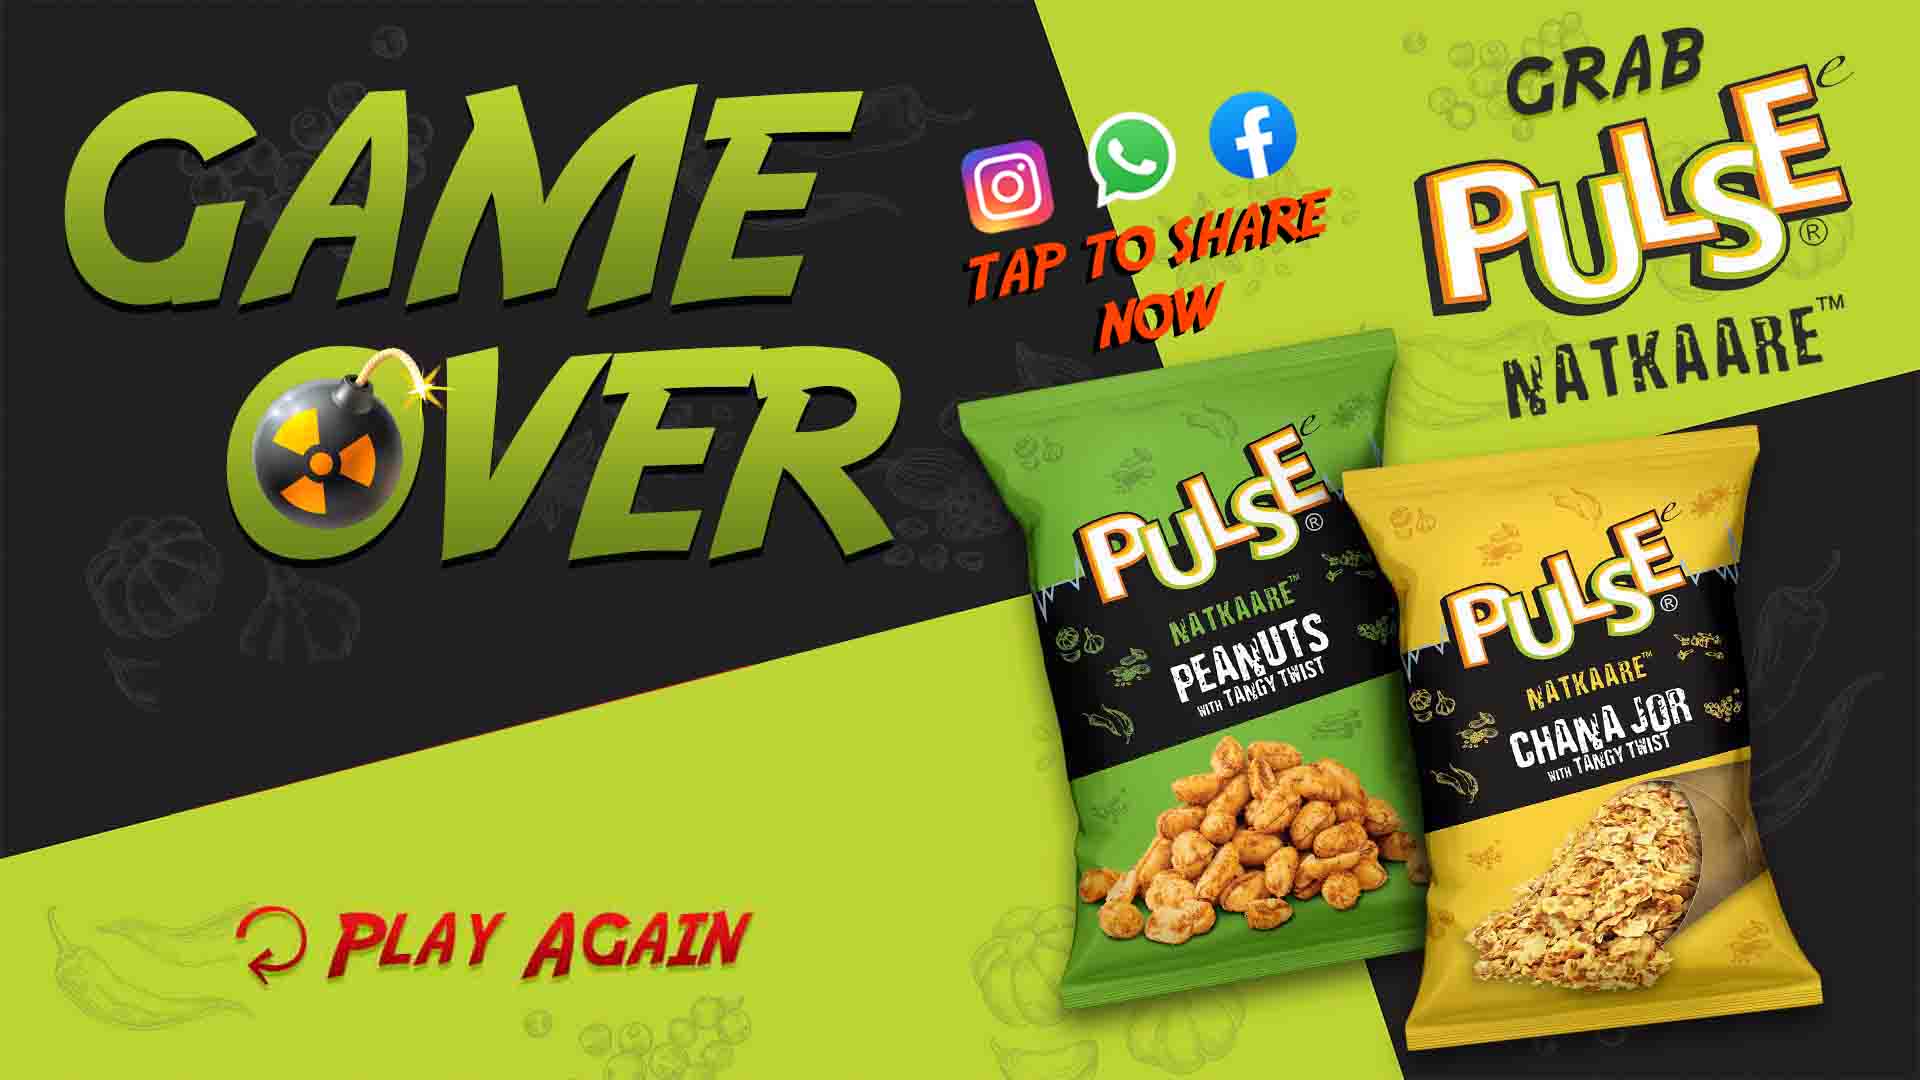 GAME
OVER
TAP TO SHARE
NOW
GRAB
PULSE e ®
NATKAARE™
PULSE e ®
NATKAARE™
PEANUTS
WITH TANGY TWIST
PULSE e ®
NATKAARE™
CHANA JOR
WITH TANGY TWIST
PLAY AGAIN